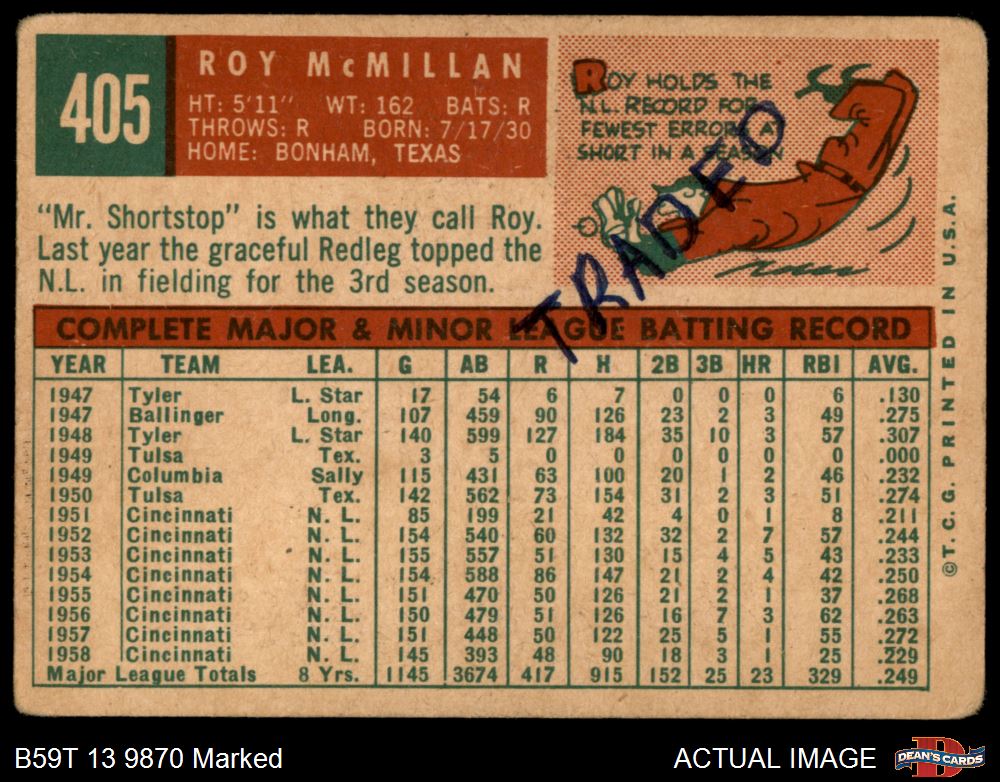 405
ROY McMILLAN
HT: 5'11" WT: 162 BATS: R
THROWS: R BORN: 7/17/30
HOME: BONHAM, TEXAS
ROY HOLDS THE
N.L. RECORD FOR
FEWEST ERRORS AT
SHORT IN A SEASON
TRADED
"Mr. Shortstop" is what they call Roy.
Last year the graceful Redleg topped the
N.L. in fielding for the 3rd season.
COMPLETE MAJOR & MINOR LEAGUE BATTING RECORD
YEAR TEAM LEA. G AB R H 2B 3B HR RBI AVG.
1947 Tyler L. Star 17 54 6 7 0 0 0 6 .130
1947 Ballinger Long. 107 459 90 126 23 2 3 49 .275
1948 Tyler L. Star 140 599 127 184 35 10 3 57 .307
1949 Tulsa Tex. 3 5 0 0 0 0 0 0 .000
1949 Columbia Sally 115 431 63 100 20 1 2 46 .232
1950 Tulsa Tex. 142 562 73 154 31 2 3 51 .274
1951 Cincinnati N. L. 85 199 21 42 4 0 1 8 .211
1952 Cincinnati N. L. 154 540 60 132 32 2 7 57 .244
1953 Cincinnati N. L. 155 557 51 130 15 4 5 43 .233
1954 Cincinnati N. L. 154 588 86 147 21 2 4 42 .250
1955 Cincinnati N. L. 151 470 50 126 21 2 1 37 .268
1956 Cincinnati N. L. 150 479 51 126 16 7 3 62 .263
1957 Cincinnati N. L. 151 448 50 122 25 5 1 55 .272
1958 Cincinnati N. L. 145 393 48 90 18 3 1 25 .229
Major League Totals 8 Yrs. 1145 3674 417 915 152 25 23 329 .249
©T. C. G. PRINTED IN U.S.A.
B59T 13 9870 Marked
ACTUAL IMAGE
D
DEAN'S CARDS